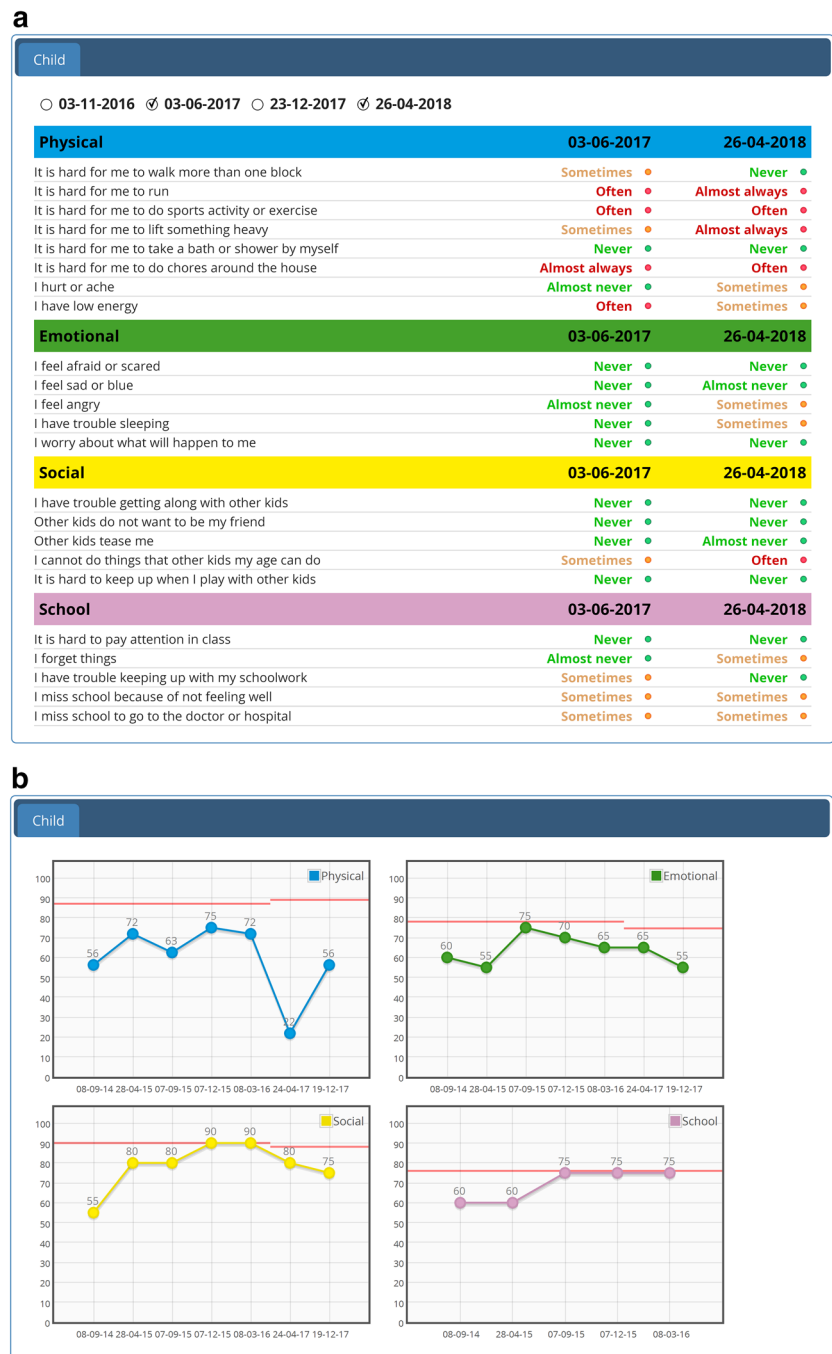 a
Child
03-11-2016 03-06-2017 23-12-2017 26-04-2018
Physical 03-06-2017 26-04-2018
It is hard for me to walk more than one block Sometimes Never
It is hard for me to run Often Almost always
It is hard for me to do sports activity or exercise Often Often
It is hard for me to lift something heavy Sometimes Almost always
It is hard for me to take a bath or shower by myself Never Never
It is hard for me to do chores around the house Almost always Often
I hurt or ache Almost never Sometimes
I have low energy Often Sometimes
Emotional 03-06-2017 26-04-2018
I feel afraid or scared Never Never
I feel sad or blue Never Almost never
I feel angry Almost never Sometimes
I have trouble sleeping Never Sometimes
I worry about what will happen to me Never Never
Social 03-06-2017 26-04-2018
I have trouble getting along with other kids Never Never
Other kids do not want to be my friend Never Never
Other kids tease me Never Almost never
I cannot do things that other kids my age can do Sometimes Often
It is hard to keep up when I play with other kids Never Never
School 03-06-2017 26-04-2018
It is hard to pay attention in class Never Never
I forget things Almost never Sometimes
I have trouble keeping up with my schoolwork Sometimes Never
I miss school because of not feeling well Sometimes Sometimes
I miss school to go to the doctor or hospital Sometimes Sometimes
b
Child
Physical
100
90
80
70
60
50
40
30
20
10
0
56 72 63 75 72 22 56
08-09-14 28-04-15 07-09-15 07-12-15 08-03-16 24-04-17 19-12-17
Emotional
100
90
80
70
60
50
40
30
20
10
0
60 55 75 70 65 65 55
08-09-14 28-04-15 07-09-15 07-12-15 08-03-16 24-04-17 19-12-17
Social
100
90
80
70
60
50
40
30
20
10
0
55 80 80 90 90 80 75
08-09-14 28-04-15 07-09-15 07-12-15 08-03-16 24-04-17 19-12-17
School
100
90
80
70
60
50
40
30
20
10
0
60 60 75 75 75
08-09-14 28-04-15 07-09-15 07-12-15 08-03-16